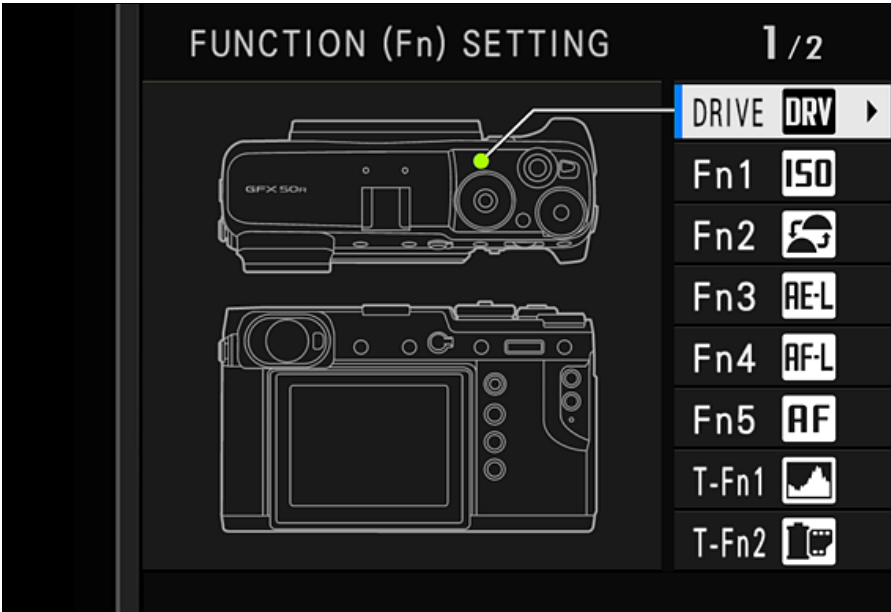 FUNCTION (Fn) SETTING 1/2
DRIVE DRV
GFX 50R
Fn1 ISO
Fn2
Fn3 AE-L
Fn4 AF-L
Fn5 AF
T-Fn1
T-Fn2